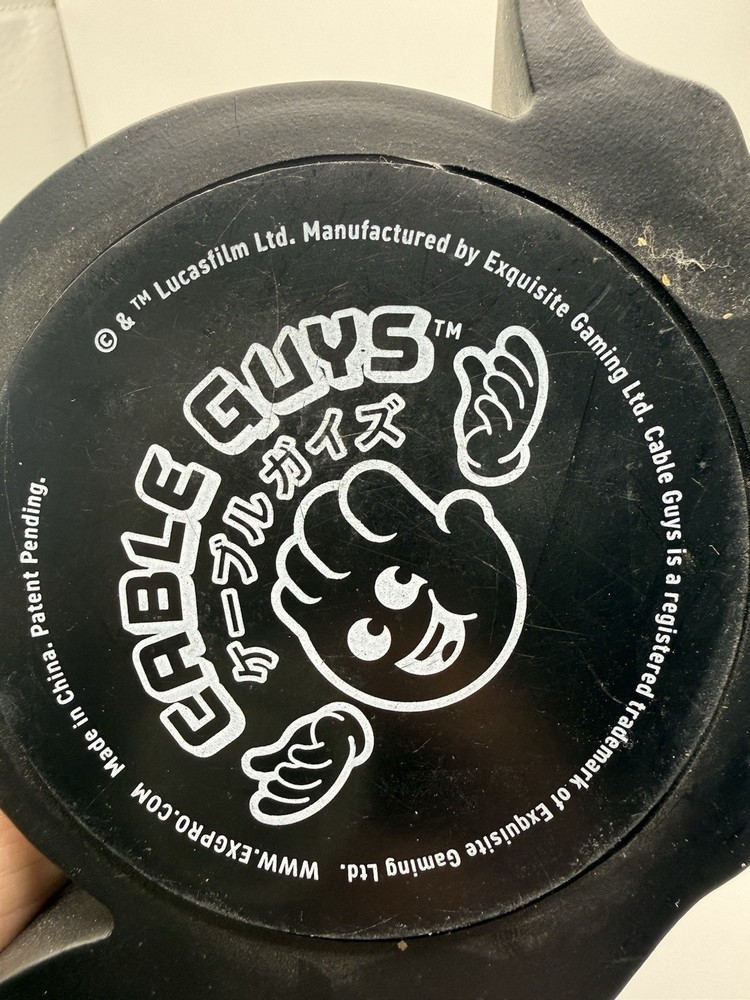 © & ™ Lucasfilm Ltd. Manufactured by Exquisite Gaming Ltd. Cable Guys is a registered trademark of Exquisite Gaming Ltd. WWW.EXGPRO.COM Made in China. Patent Pending.
CABLE GUYS™
ケーブルガイズ